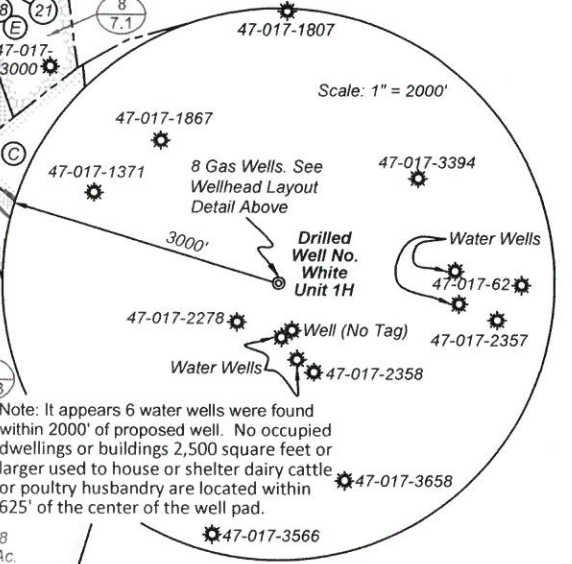 8
21
8
7.1
E
47-017-1807
47-017-
3000
Scale: 1" = 2000'
47-017-1867
C
47-017-1371
8 Gas Wells. See
Wellhead Layout
Detail Above
47-017-3394
3000'
Drilled
Well No.
White
Unit 1H
Water Wells
47-017-62
47-017-2278
Well (No Tag)
47-017-2357
Water Wells
47-017-2358
Note: It appears 6 water wells were found
within 2000' of proposed well. No occupied
dwellings or buildings 2,500 square feet or
larger used to house or shelter dairy cattle
or poultry husbandry are located within
625' of the center of the well pad.
47-017-3658
47-017-3566
8
Ac.